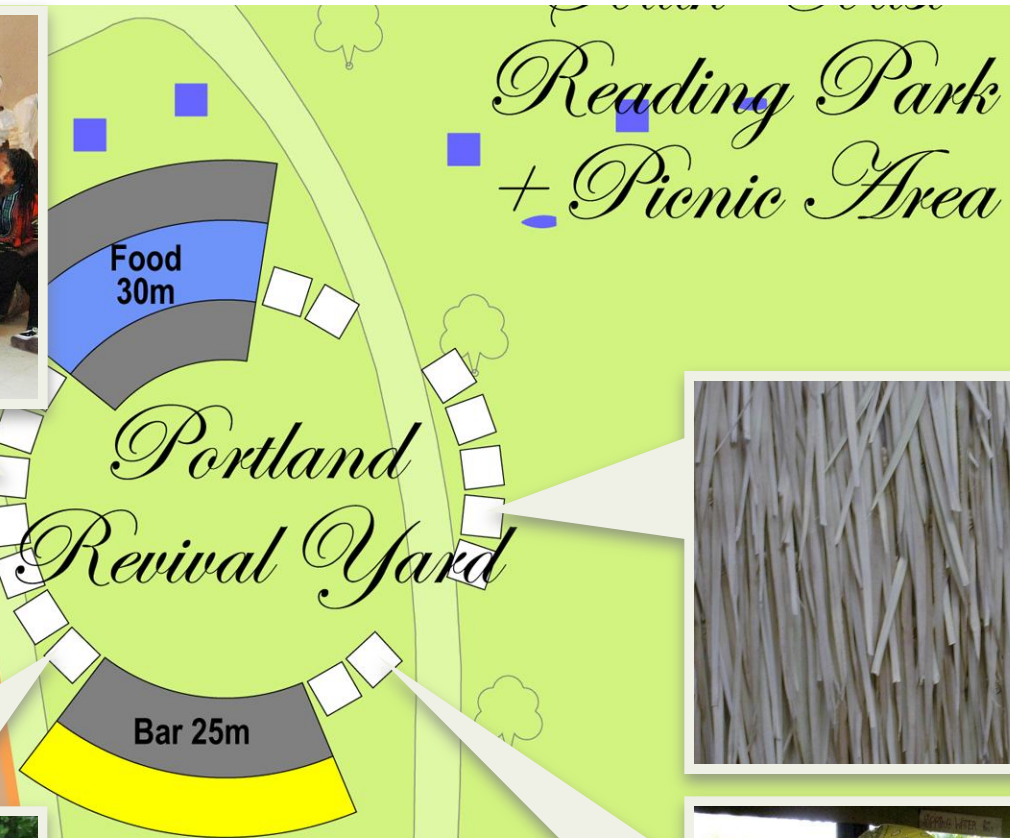 Reading Park
+ Picnic Area
Food
30m
Portland
Revival Yard
Bar 25m